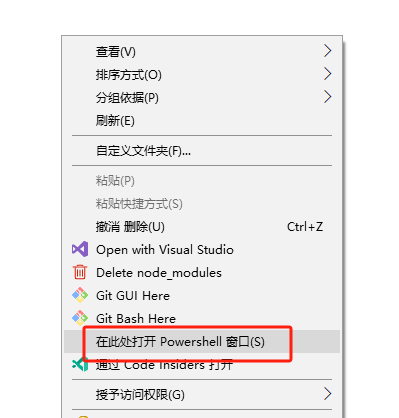 查看(V)
排序方式(O)
分组依据(P)
刷新(E)
自定义文件夹(F)...
粘贴(P)
粘贴快捷方式(S)
撤消 删除(U) Ctrl+Z
Open with Visual Studio
Delete node_modules
Git GUI Here
Git Bash Here
在此处打开 Powershell 窗口(S)
通过 Code Insiders 打开
授予访问权限(G)